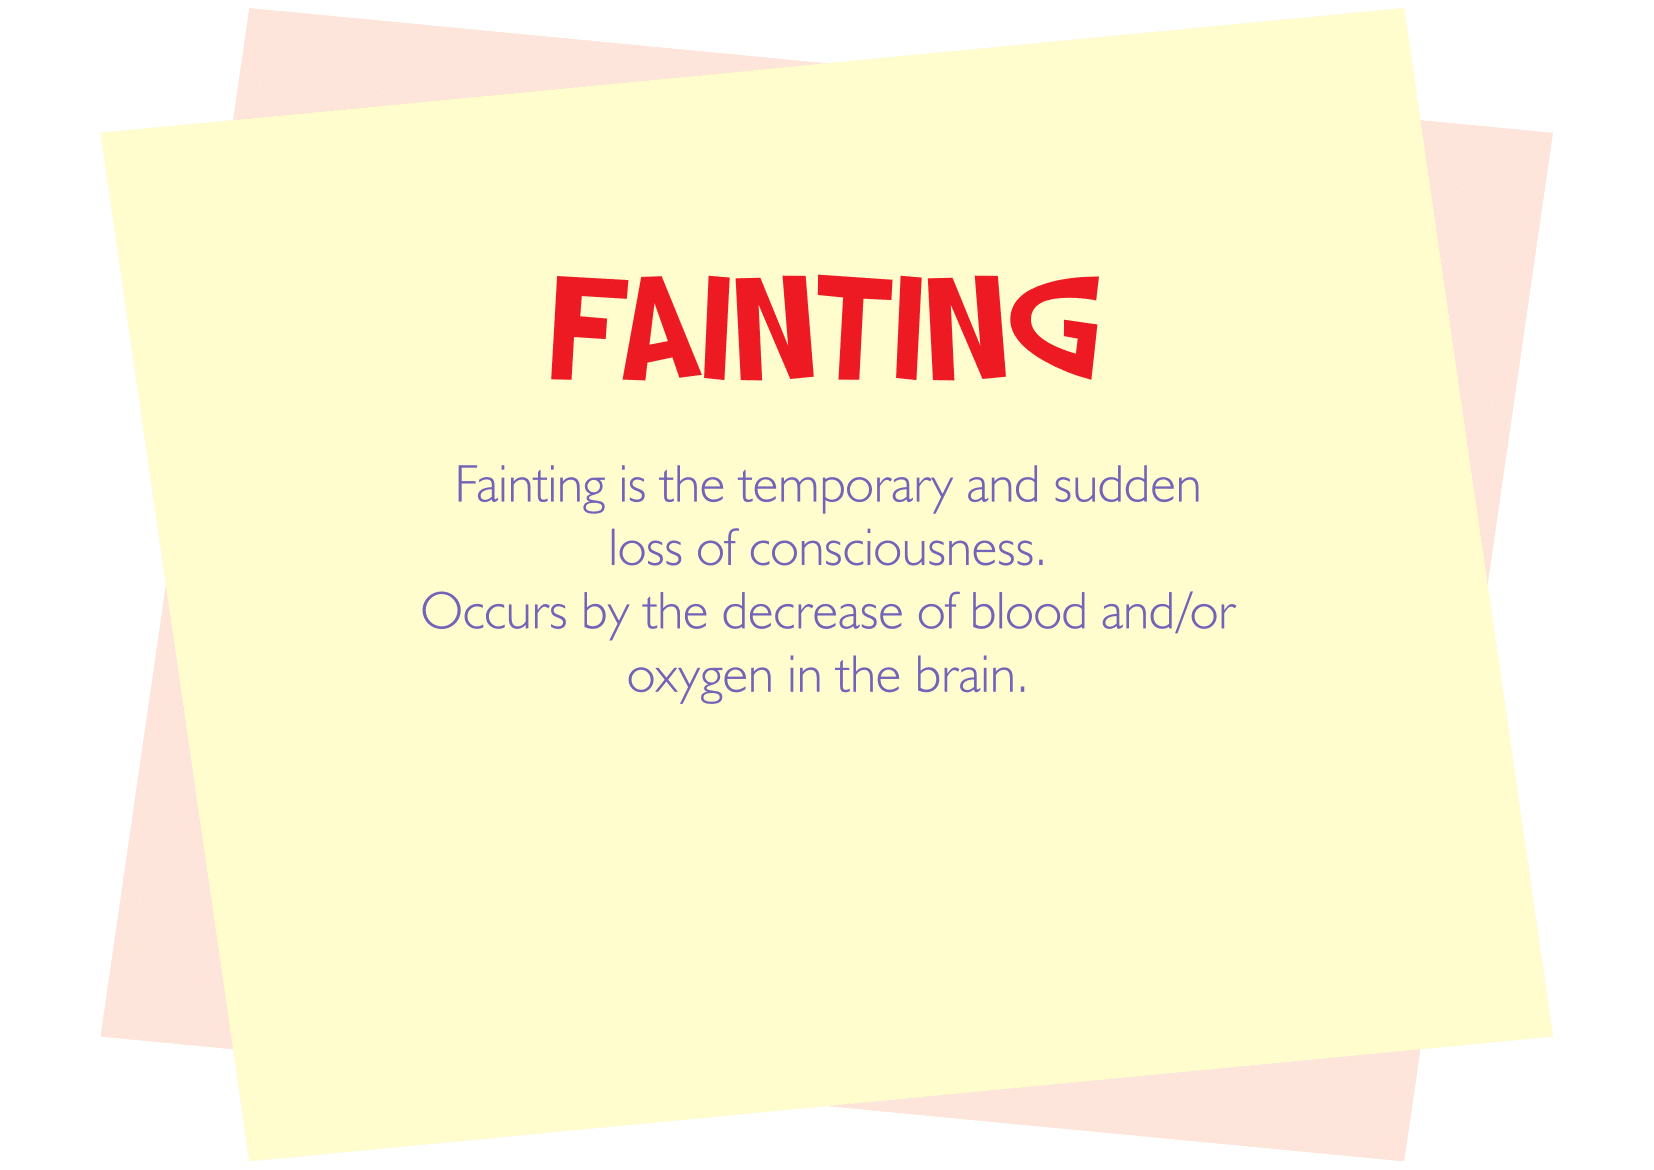 FAINTING
Fainting is the temporary and sudden
loss of consciousness.
Occurs by the decrease of blood and/or
oxygen in the brain.